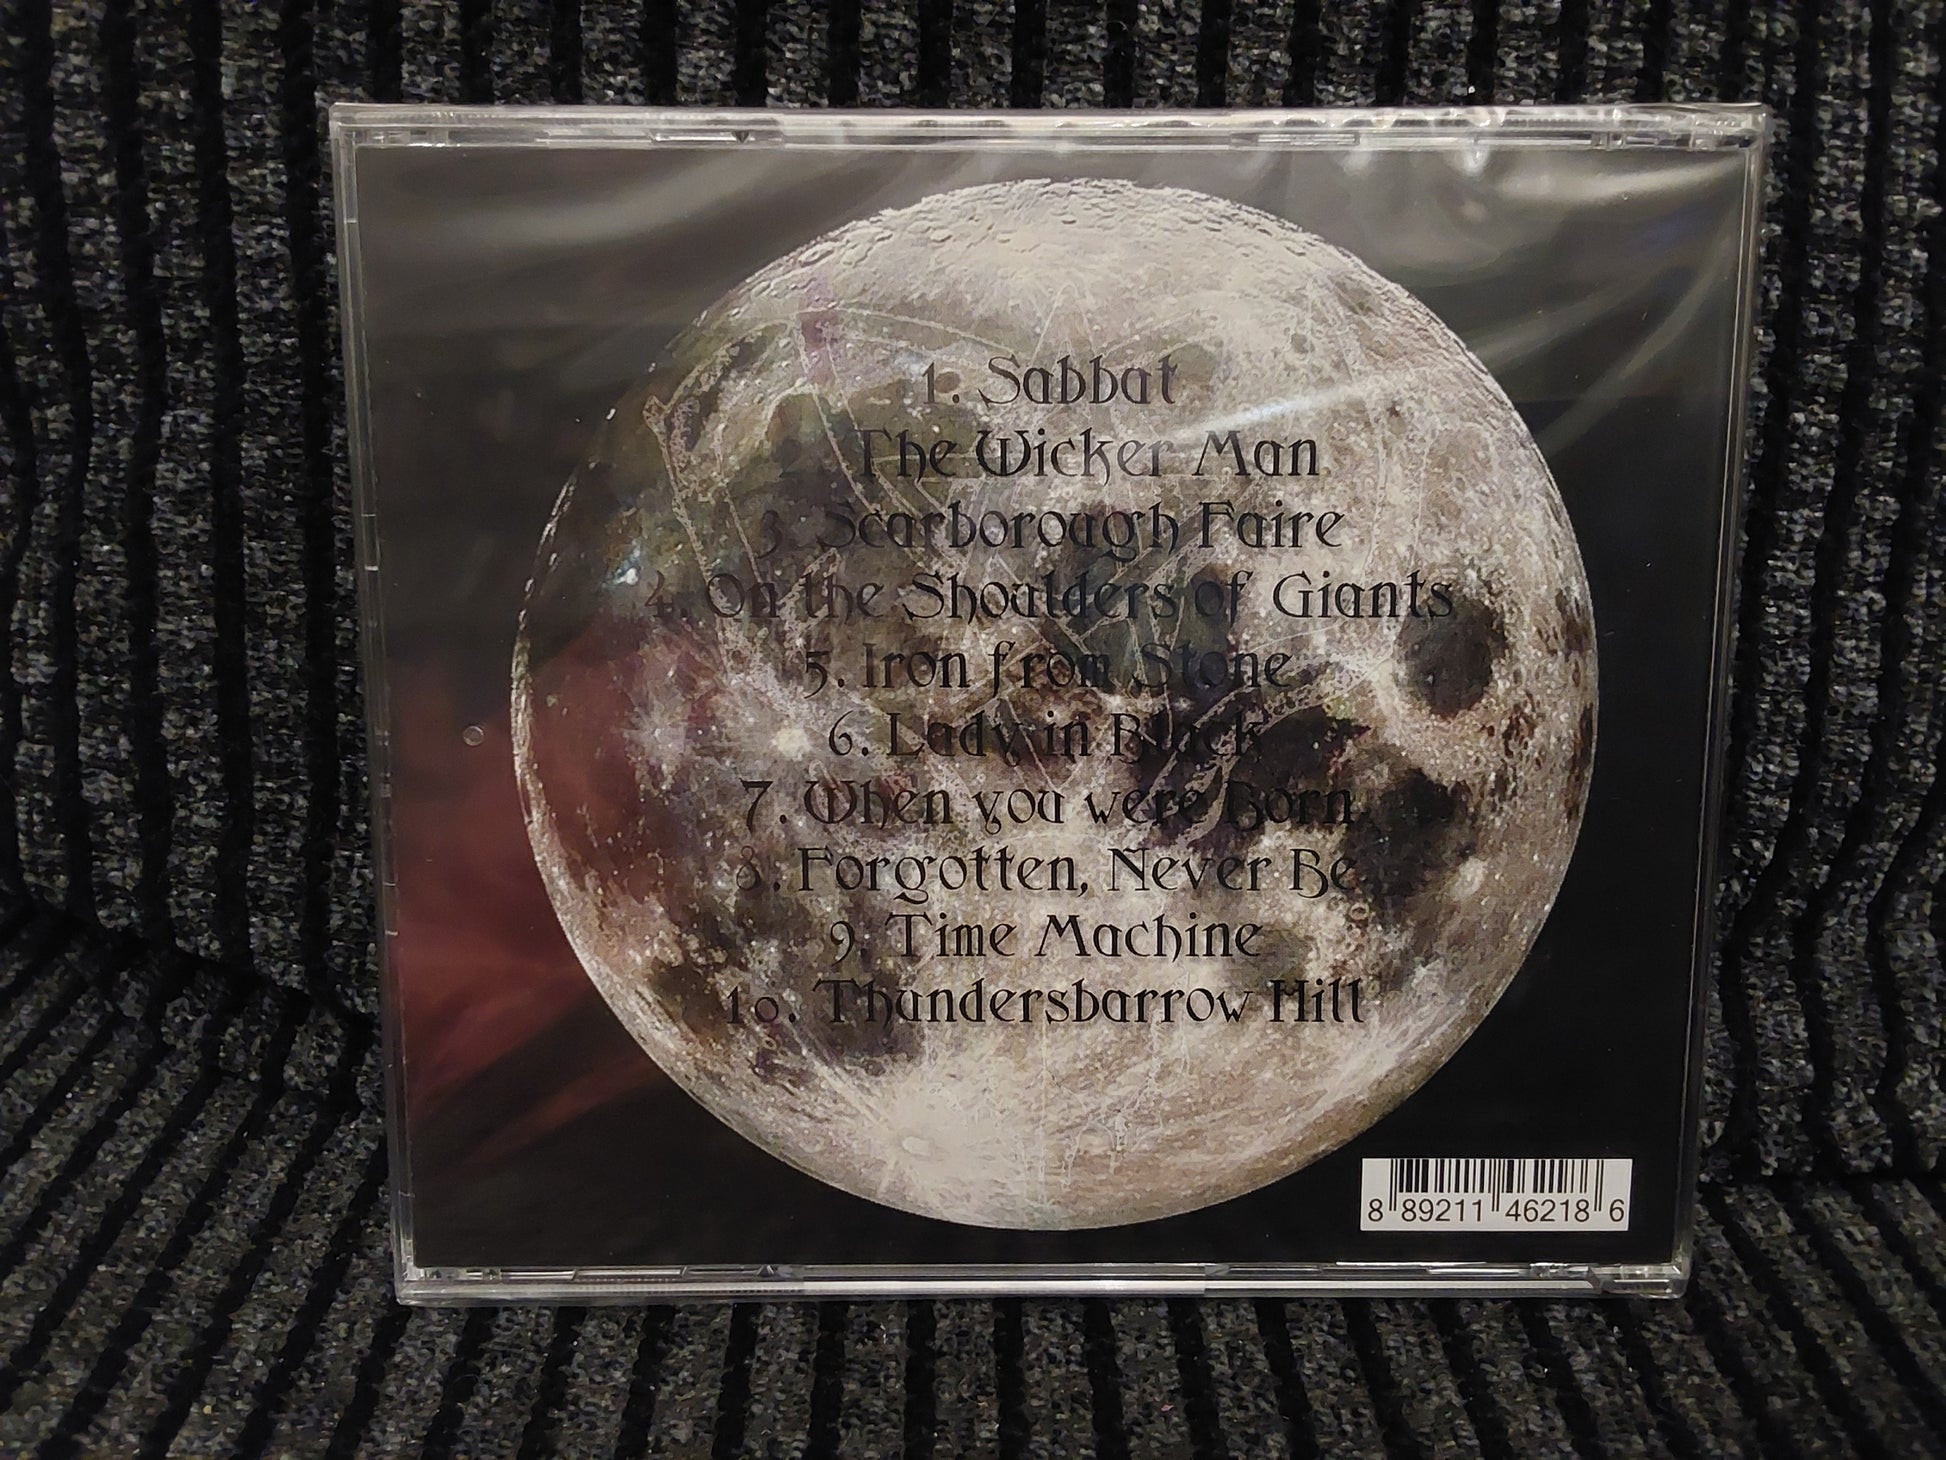 1. Sabbat
2. The Wicker Man
3. Scarborough Faire
4. On the Shoulders of Giants
5. Iron from Stone
6. Lady in Black
7. When you were Born
8. Forgotten, Never Be
9. Time Machine
10. Thundersbarrow Hill
8 89211 46218 6